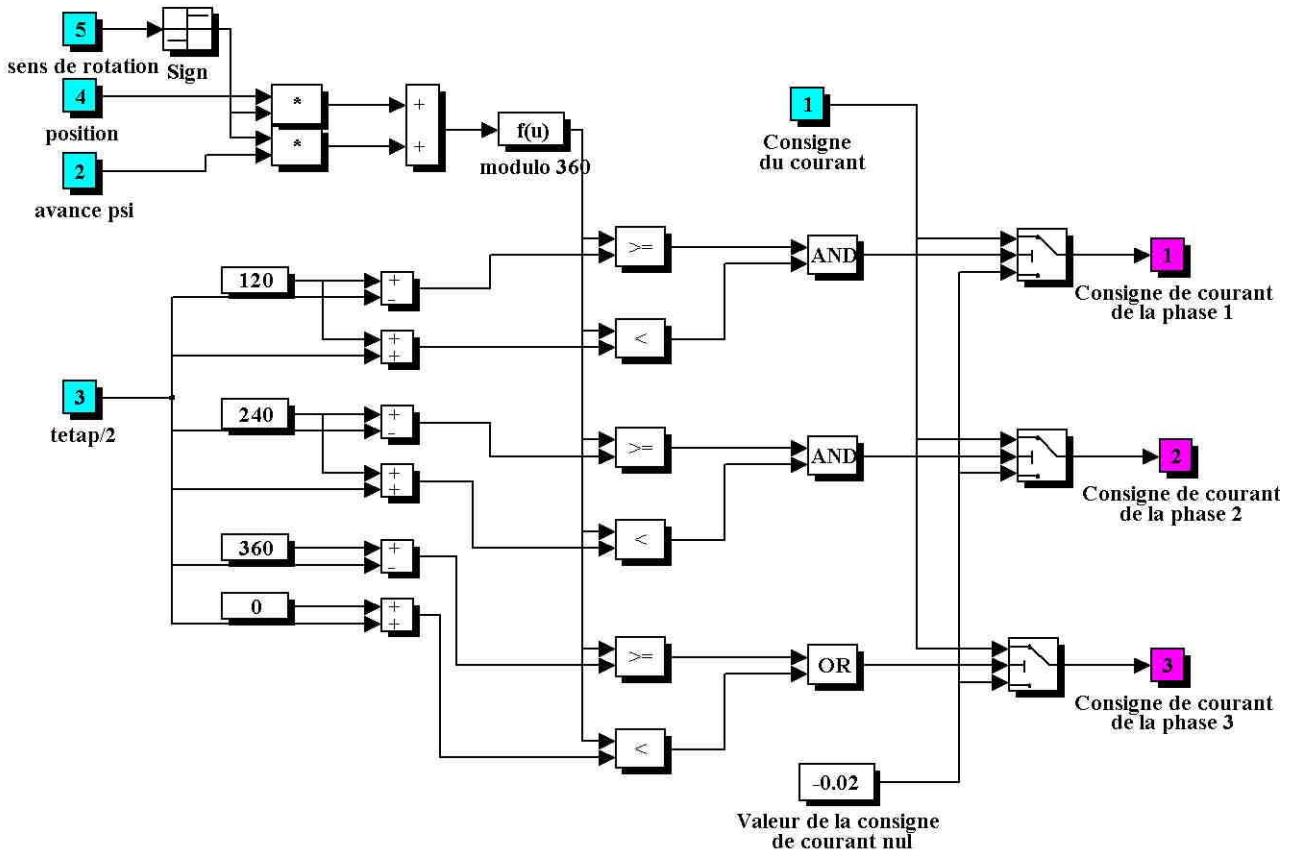 5
sens de rotation
Sign
4
position
*
*
+
+
2
avance psi
f(u)
modulo 360
1
Consigne
du courant
>=
AND
1
Consigne de courant
de la phase 1
120
+
−
<
+
+
3
tetap/2
240
+
−
>=
AND
2
Consigne de courant
de la phase 2
+
+
<
360
+
−
0
+
+
>=
OR
3
Consigne de courant
de la phase 3
<
-0.02
Valeur de la consigne
de courant nul